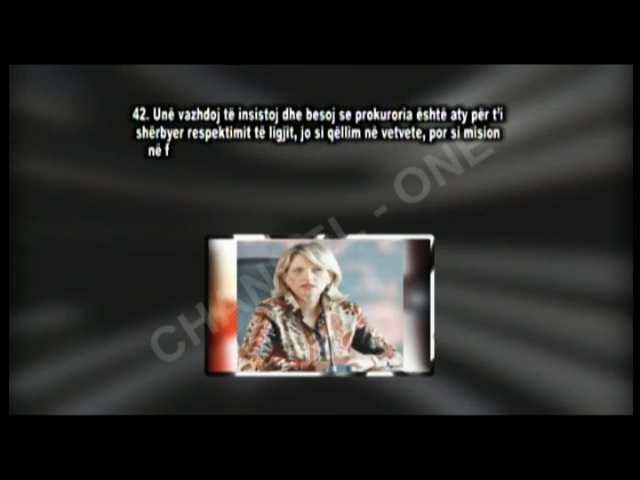 42. Unë vazhdoj të insistoj dhe besoj se prokuroria është aty për t'i
shërbyer respektimit të ligjit, jo si qëllim në vetvete, por si mision
në f
CHANNEL - ONE